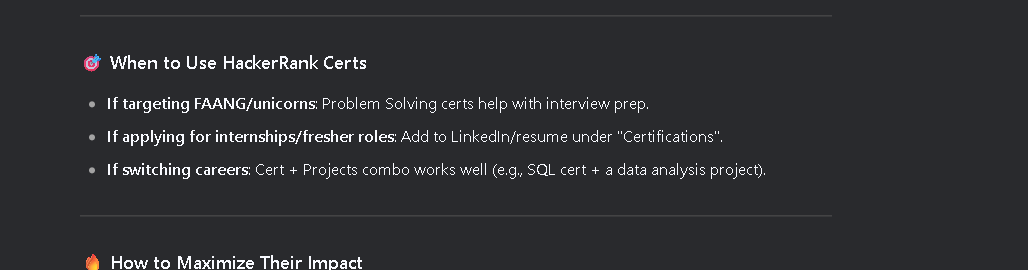 🎯 When to Use HackerRank Certs
• If targeting FAANG/unicorns: Problem Solving certs help with interview prep.
• If applying for internships/fresher roles: Add to LinkedIn/resume under "Certifications".
• If switching careers: Cert + Projects combo works well (e.g., SQL cert + a data analysis project).
🔥 How to Maximize Their Impact